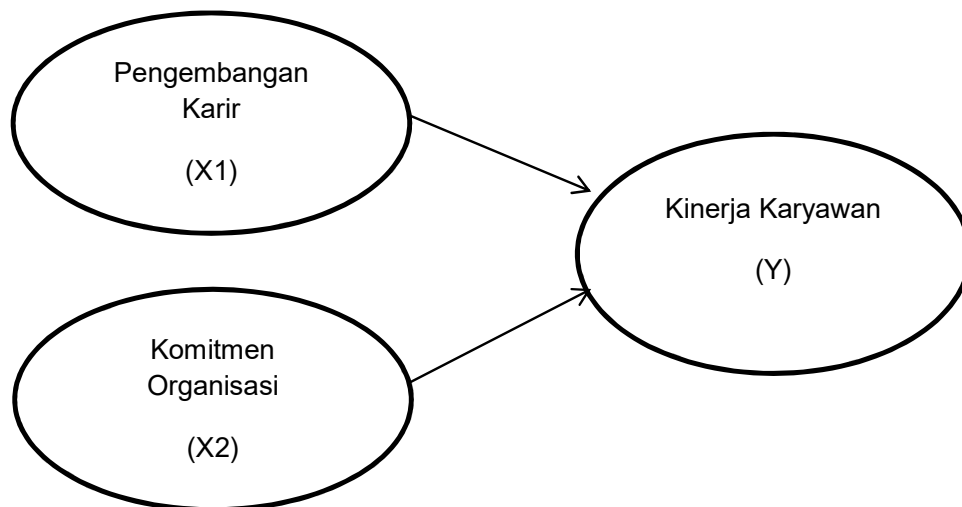 Pengembangan
Karir
(X1)
Kinerja Karyawan
(Y)
Komitmen
Organisasi
(X2)